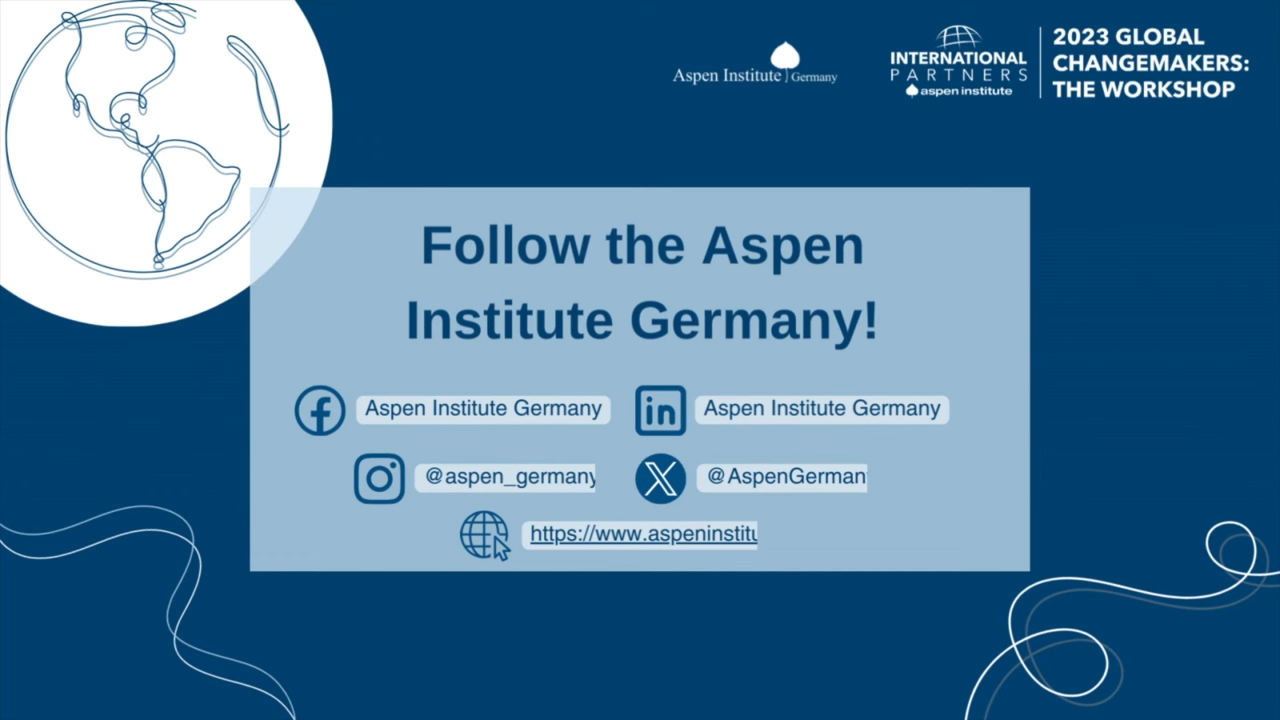 Aspen Institute Germany
INTERNATIONAL
PARTNERS
aspen institute
2023 GLOBAL
CHANGEMAKERS:
THE WORKSHOP
Follow the Aspen
Institute Germany!
Aspen Institute Germany
Aspen Institute Germany
@aspen_germany
@AspenGerman
https://www.aspeninstitu